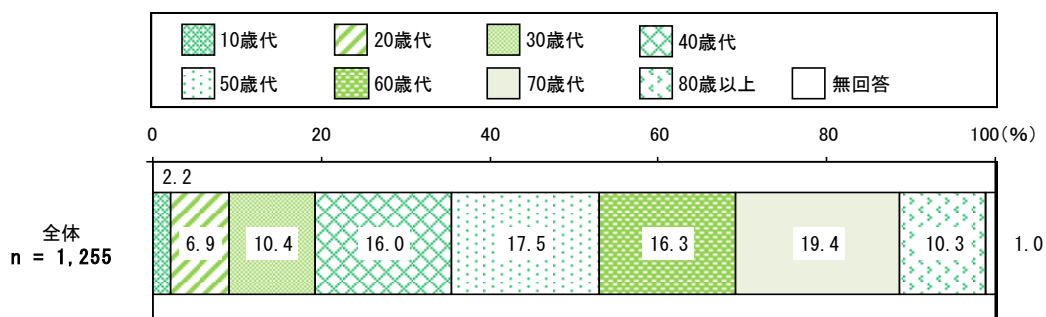 10歳代 20歳代 30歳代 40歳代
50歳代 60歳代 70歳代 80歳以上 無回答
0 20 40 60 80 100(%)
2.2
全体
n = 1,255
6.9 10.4 16.0 17.5 16.3 19.4 10.3 1.0